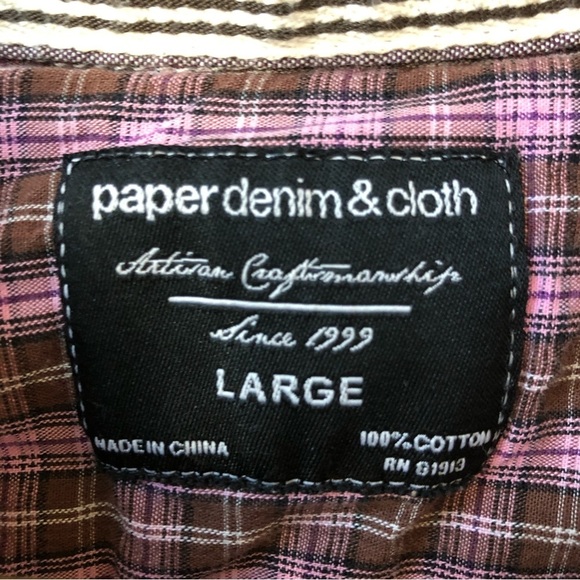 paper denim & cloth
Artisan Craftsmanship
Since 1999
LARGE
MADE IN CHINA
100% COTTON
RN 81913